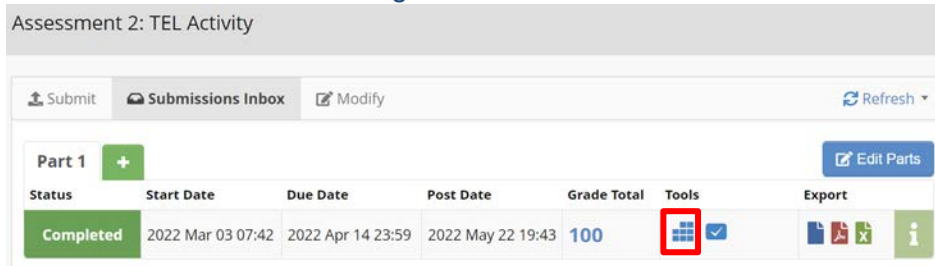 Assessment 2: TEL Activity
Submit Submissions Inbox Modify Refresh
Part 1 + Edit Parts
Status Start Date Due Date Post Date Grade Total Tools Export
Completed 2022 Mar 03 07:42 2022 Apr 14 23:59 2022 May 22 19:43 100 i